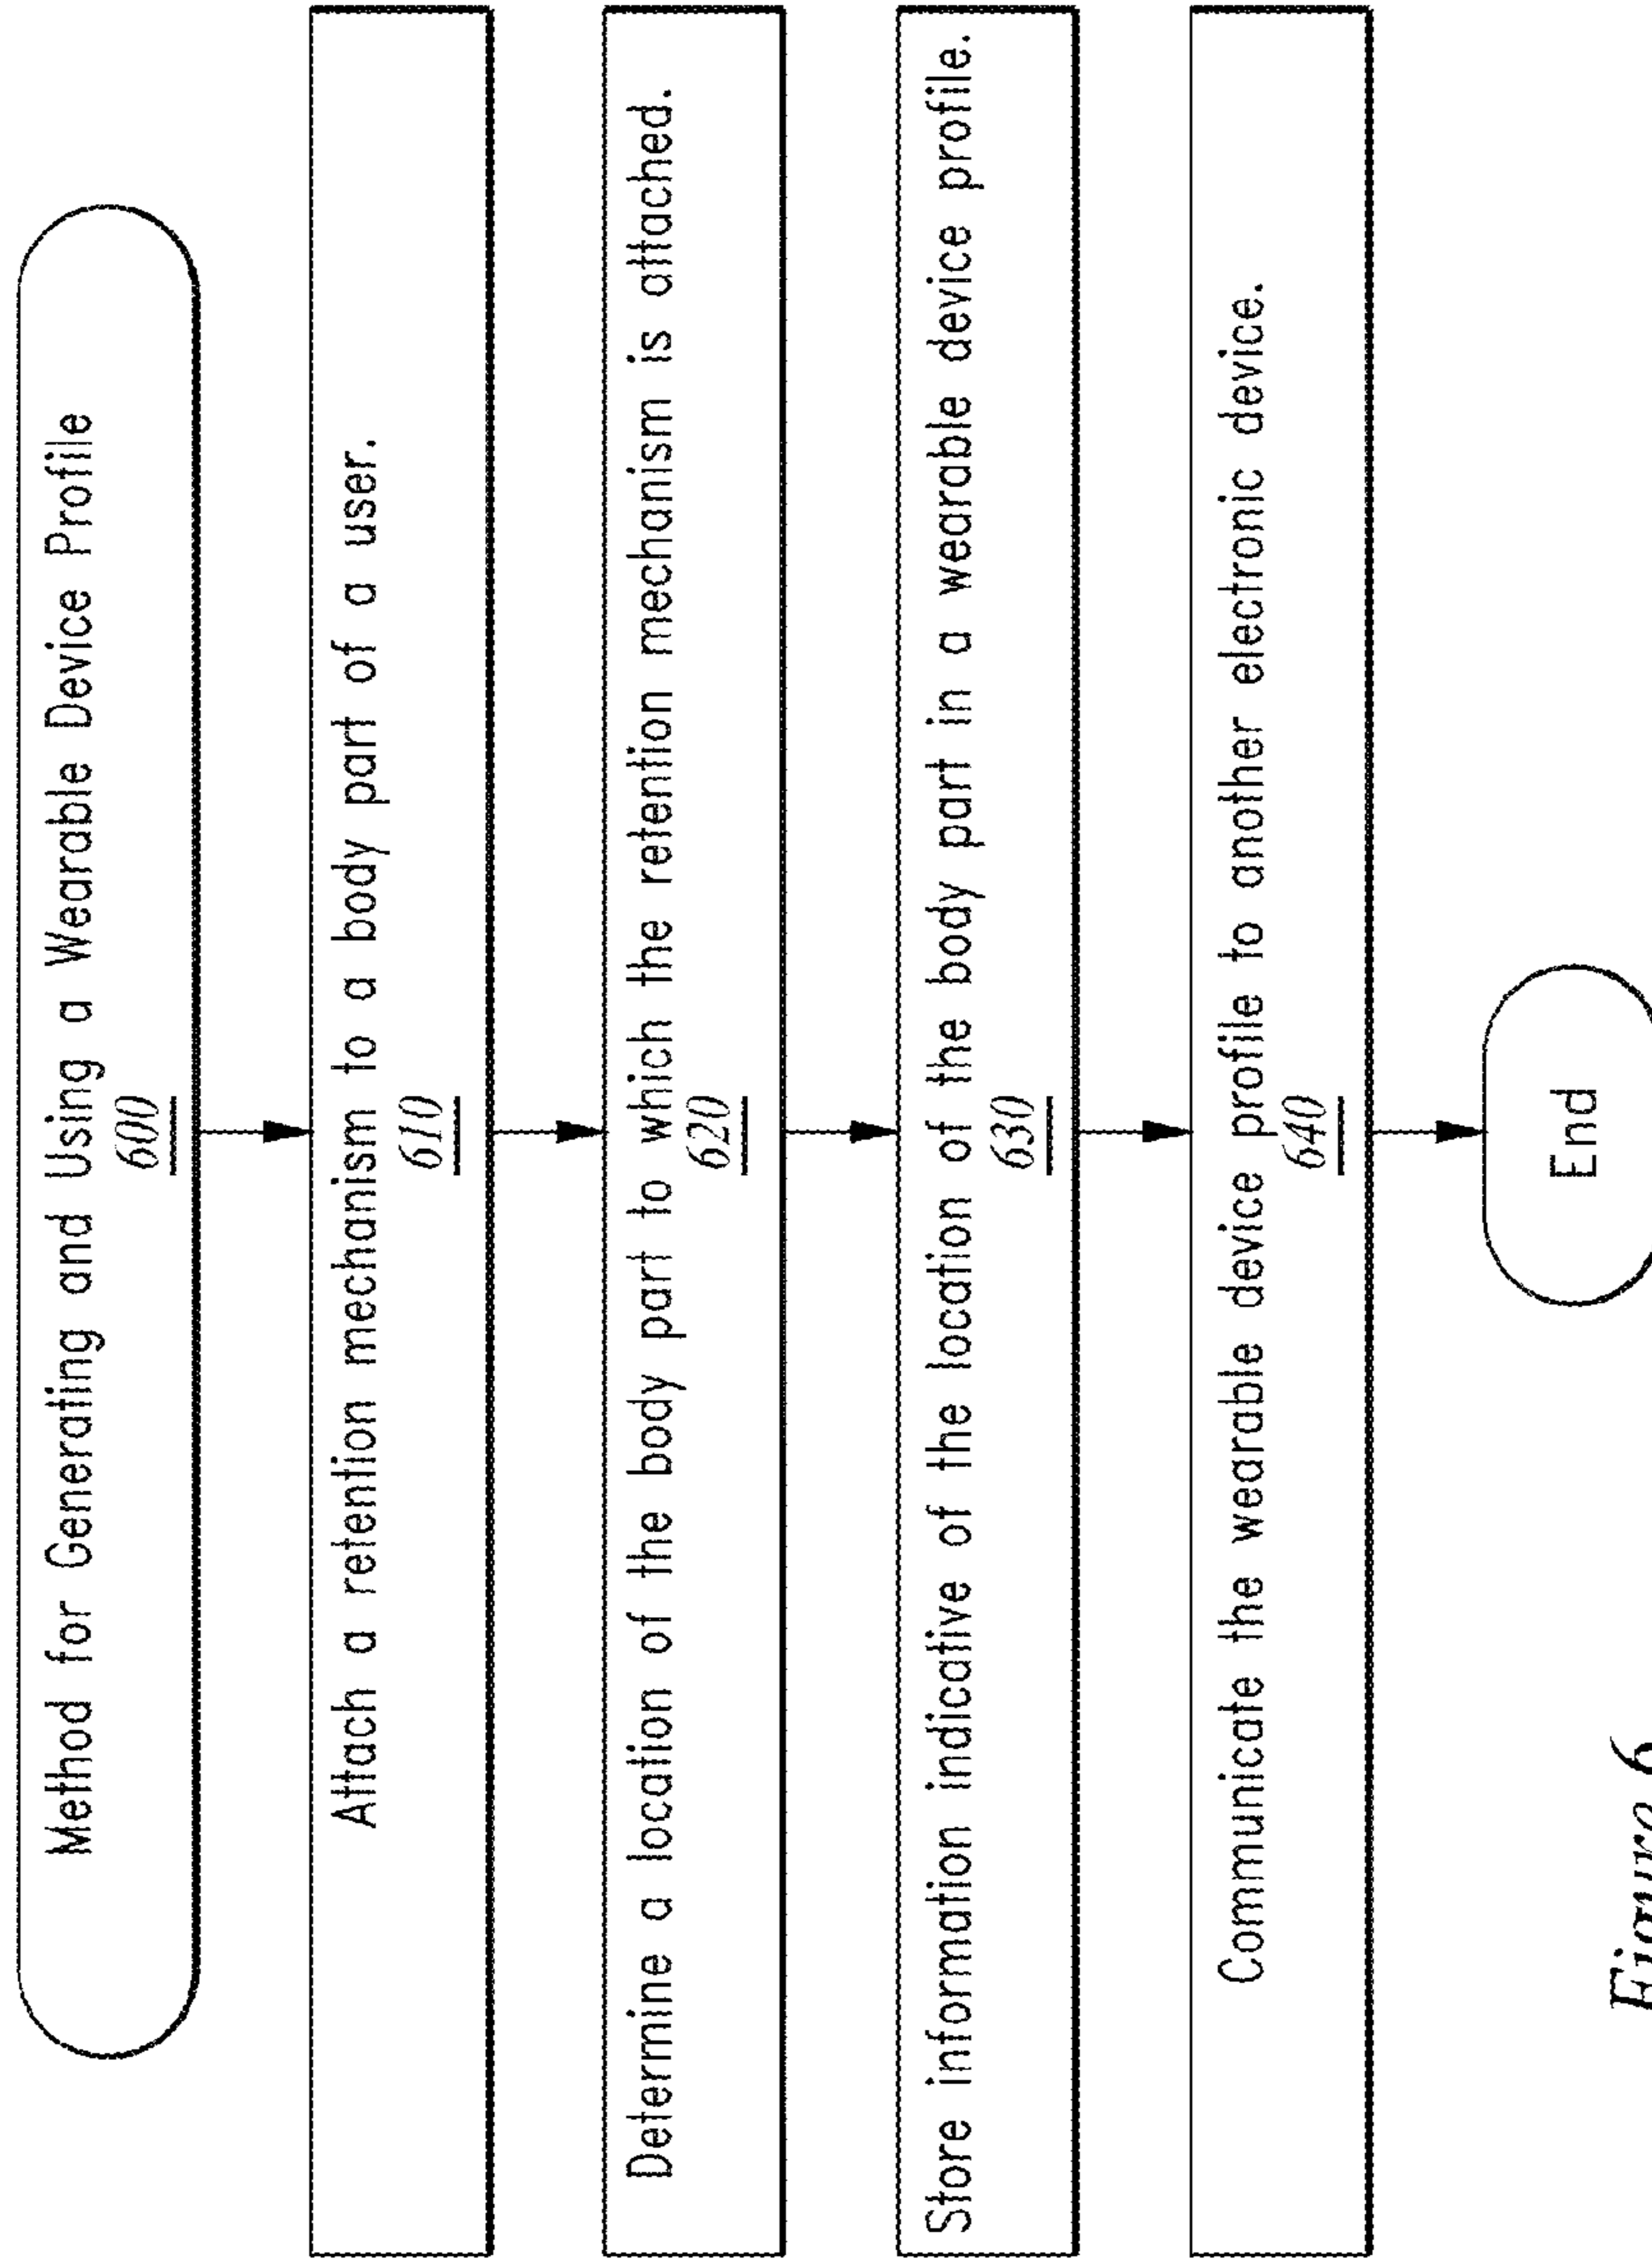 Method for Generating and Using a Wearable Device Profile
600
Attach a retention mechanism to a body part of a user.
610
Determine a location of the body part to which the retention mechanism is attached.
620
Store information indicative of the location of the body part in a wearable device profile.
630
Communicate the wearable device profile to another electronic device.
640
End
Figure 6